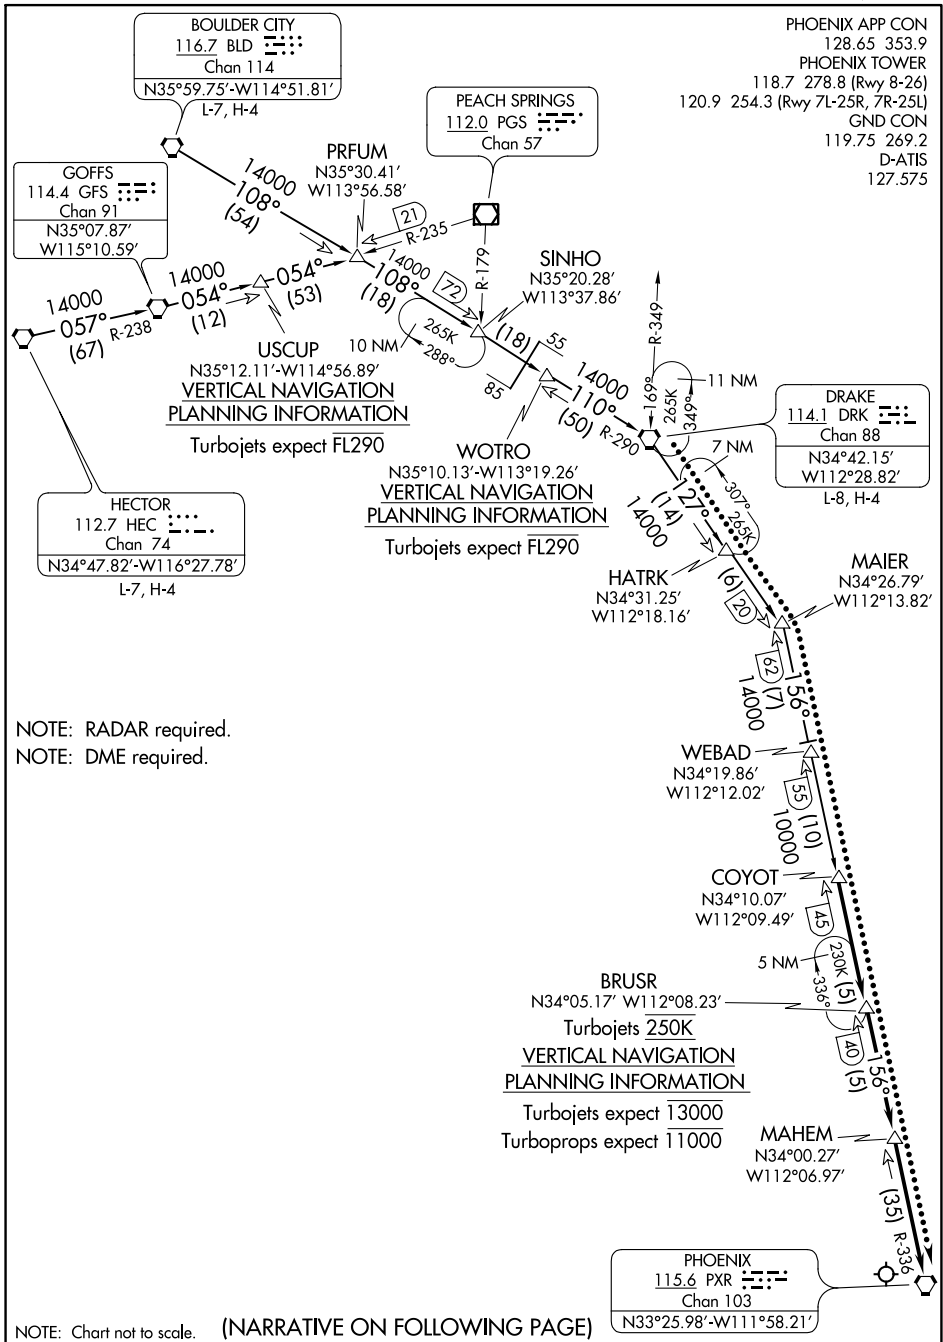 BOULDER CITY
116.7 BLD
Chan 114
N35°59.75'-W114°51.81'
L-7, H-4
PHOENIX APP CON
128.65 353.9
PHOENIX TOWER
118.7 278.8 (Rwy 8-26)
120.9 254.3 (Rwy 7L-25R, 7R-25L)
GND CON
119.75 269.2
D-ATIS
127.575
PEACH SPRINGS
112.0 PGS
Chan 57
PRFUM
N35°30.41'
W113°56.58'
GOFFS
114.4 GFS
Chan 91
N35°07.87'
W115°10.59'
14000
108°
(54)
21
R-235
R-179
SINHO
N35°20.28'
W113°37.86'
14000
057°
(67)
R-238
14000
054°
(12)
054°
(53)
14000
108°
(18)
72
10 NM
265K
288°
(18)
55
85
R-349
169°
265K
349°
11 NM
USCUP
N35°12.11'-W114°56.89'
VERTICAL NAVIGATION
PLANNING INFORMATION
Turbojets expect FL290
14000
110°
(50)
R-290
DRAKE
114.1 DRK
Chan 88
N34°42.15'
W112°28.82'
L-8, H-4
WOTRO
N35°10.13'-W113°19.26'
VERTICAL NAVIGATION
PLANNING INFORMATION
Turbojets expect FL290
7 NM
307°
265K
127°
(14)
14000
HECTOR
112.7 HEC
Chan 74
N34°47.82'-W116°27.78'
L-7, H-4
HATRK
N34°31.25'
W112°18.16'
(6)
20
MAIER
N34°26.79'
W112°13.82'
62
(7)
156°
14000
NOTE: RADAR required.
NOTE: DME required.
WEBAD
N34°19.86'
W112°12.02'
55
(10)
10000
COYOT
N34°10.07'
W112°09.49'
45
5 NM
230K
336°
(5)
BRUSR
N34°05.17' W112°08.23'
Turbojets 250K
VERTICAL NAVIGATION
PLANNING INFORMATION
Turbojets expect 13000
Turboprops expect 11000
40
(5)
156°
MAHEM
N34°00.27'
W112°06.97'
(35)
R-336
PHOENIX
115.6 PXR
Chan 103
N33°25.98'-W111°58.21'
NOTE: Chart not to scale.
(NARRATIVE ON FOLLOWING PAGE)